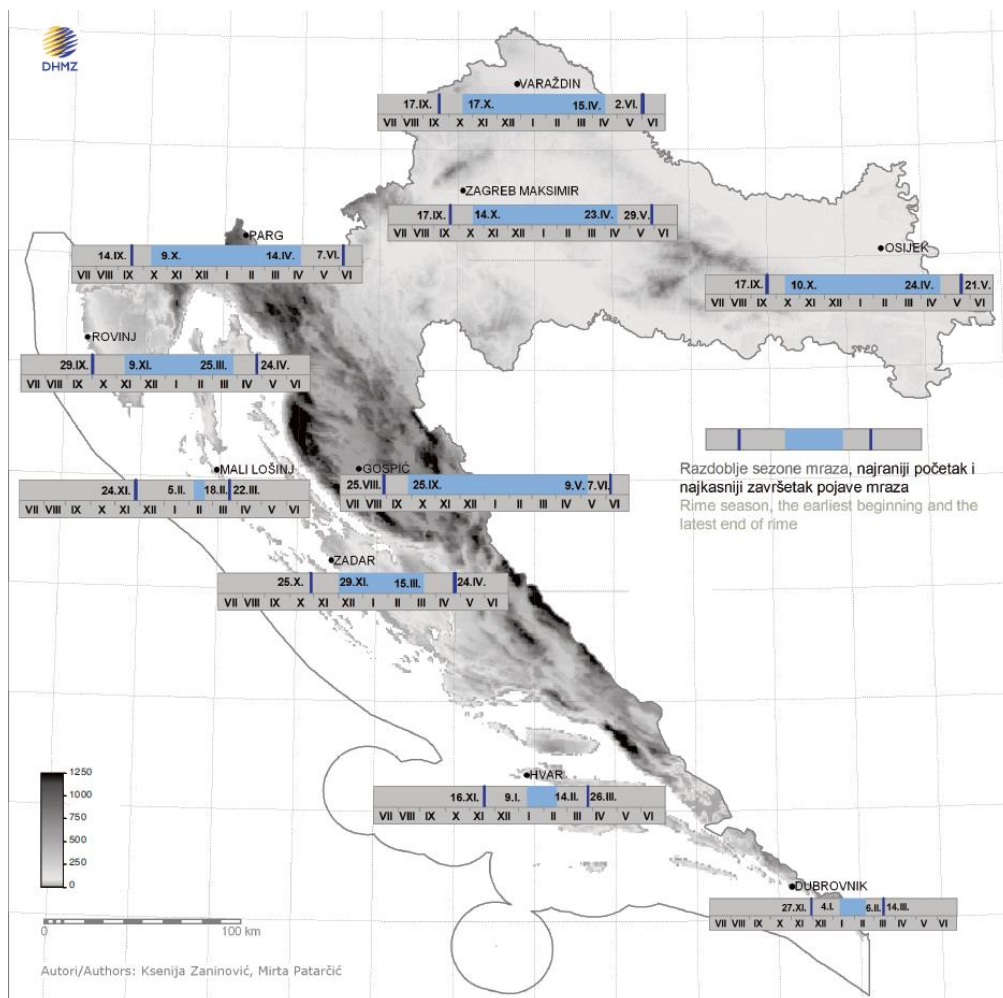 DHMZ
VARAŽDIN
17.IX. 17.X. 15.IV. 2.VI.
VII VIII IX X XI XII I II III IV V VI
ZAGREB MAKSIMIR
17.IX. 14.X. 23.IV. 29.V.
VII VIII IX X XI XII I II III IV V VI
PARG
14.IX. 9.X. 14.IV. 7.VI.
VII VIII IX X XI XII I II III IV V VI
OSIJEK
17.IX. 10.X. 24.IV. 21.V.
VII VIII IX X XI XII I II III IV V VI
ROVINJ
29.IX. 9.XI. 25.III. 24.IV.
VII VIII IX X XI XII I II III IV V VI
MALI LOŠINJ
24.XI. 5.II. 18.II. 22.III.
VII VIII IX X XI XII I II III IV V VI
GOSPIĆ
25.VIII. 25.IX 9.V. 7.VI.
VII VIII IX X XI XII I II III IV V VI
Razdoblje sezone mraza, najraniji početak i
najkasniji završetak pojave mraza
Rime season, the earliest beginning and the
latest end of rime
ZADAR
25.X. 29.XI. 15.III. 24.IV.
VII VIII IX X XI XII I II III IV V VI
HVAR
16.XI. 9.I. 14.II. 26.III.
VII VIII IX X XI XII I II III IV V VI
DUBROVNIK
27.XI. 4.I. 6.II. 14.III.
VII VIII IX X XI XII I II III IV V VI
1250
1000
750
500
250
0
0 100 km
Autori/Authors: Ksenija Zaninović, Mirta Patarčić